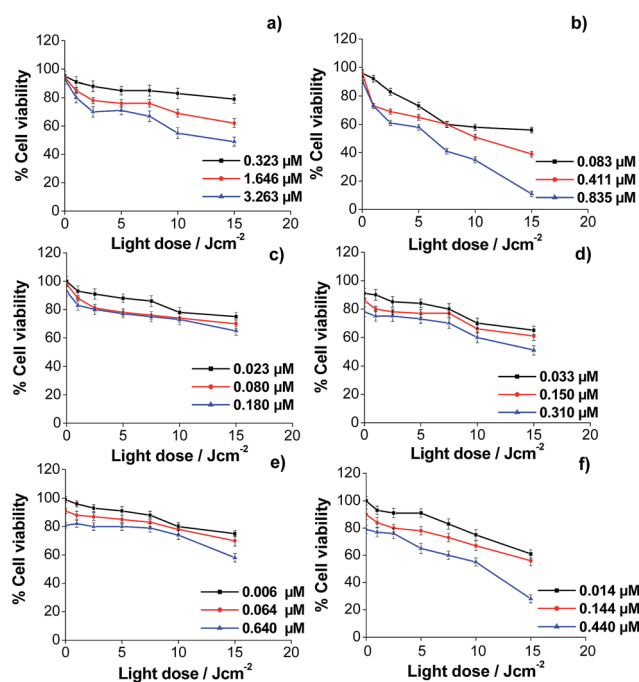 a)
120
100
80
60
40
20
0
% Cell viability
0.323 µM
1.646 µM
3.263 µM
0 5 10 15 20
Light dose / Jcm-2
b)
120
100
80
60
40
20
0
% Cell viability
0.083 µM
0.411 µM
0.835 µM
0 5 10 15 20
Light dose / Jcm-2
c)
120
100
80
60
40
20
0
% Cell viability
0.023 µM
0.080 µM
0.180 µM
0 5 10 15 20
Light dose / Jcm-2
d)
120
100
80
60
40
20
0
% Cell viability
0.033 µM
0.150 µM
0.310 µM
0 5 10 15 20
Light dose / Jcm-2
e)
120
100
80
60
40
20
0
% Cell viability
0.006 µM
0.064 µM
0.640 µM
0 5 10 15 20
Light dose / Jcm-2
f)
120
100
80
60
40
20
0
% Cell viability
0.014 µM
0.144 µM
0.440 µM
0 5 10 15 20
Light dose / Jcm-2